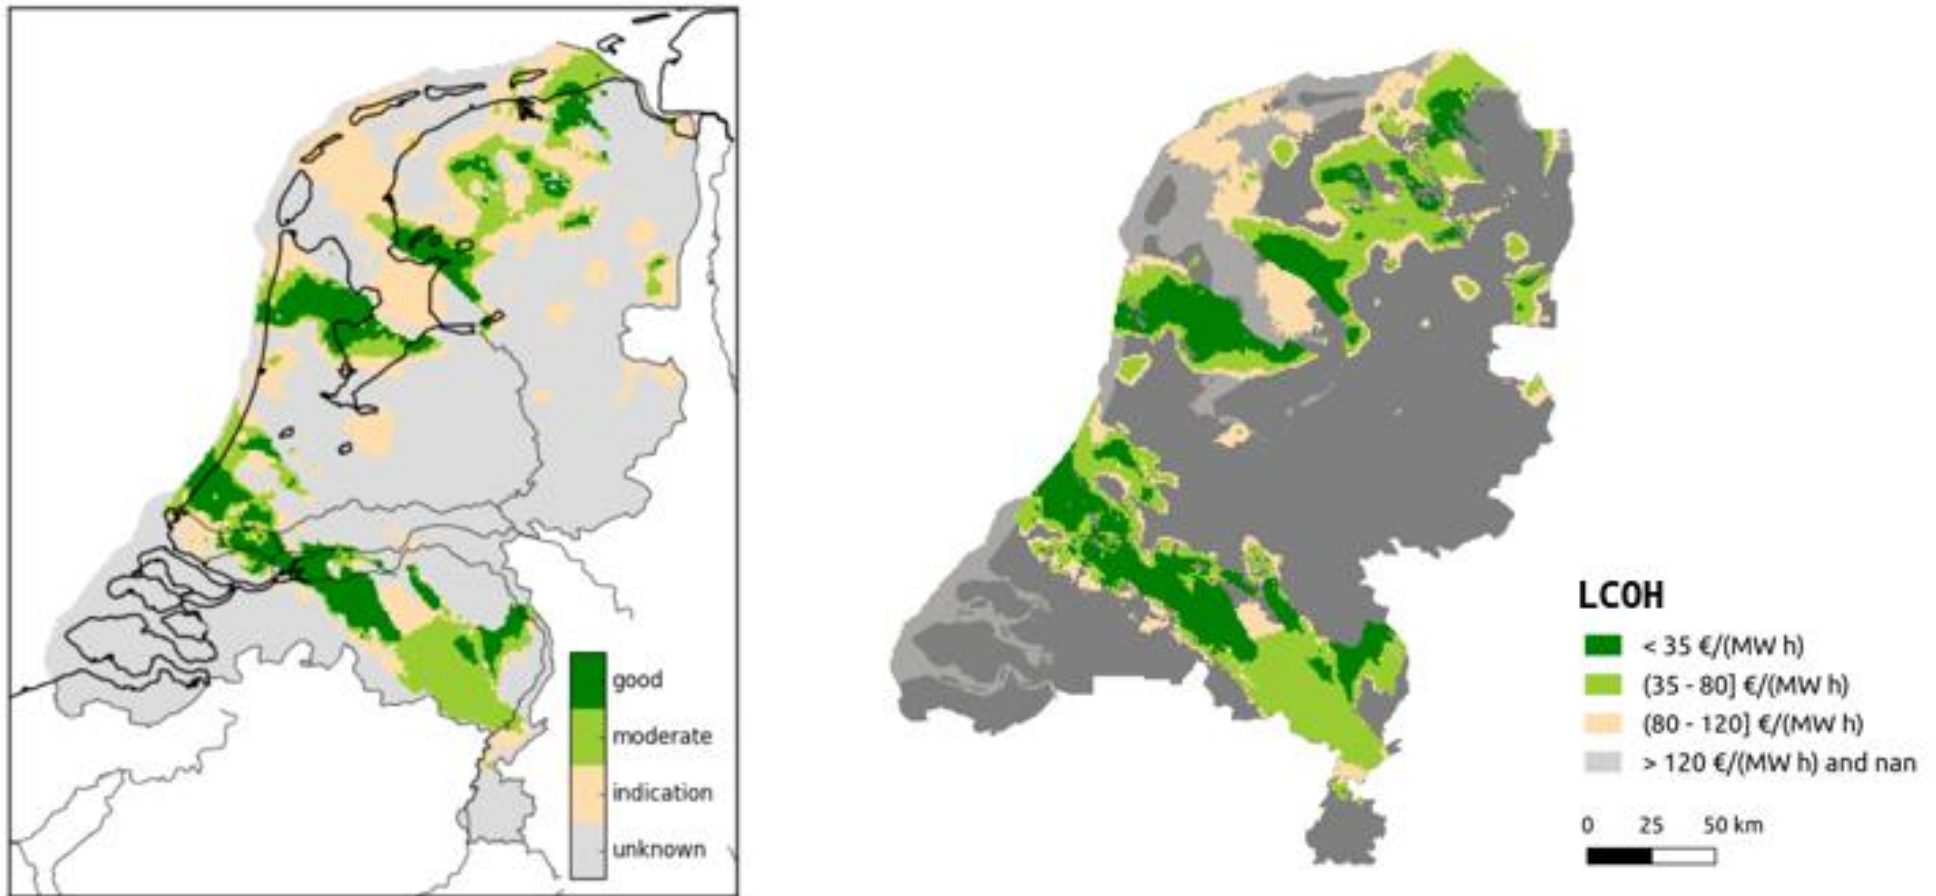 good
moderate
indication
unknown
LCOH
< 35 €/(MW h)
(35 - 80] €/(MW h)
(80 - 120] €/(MW h)
> 120 €/(MW h) and nan
0 25 50 km